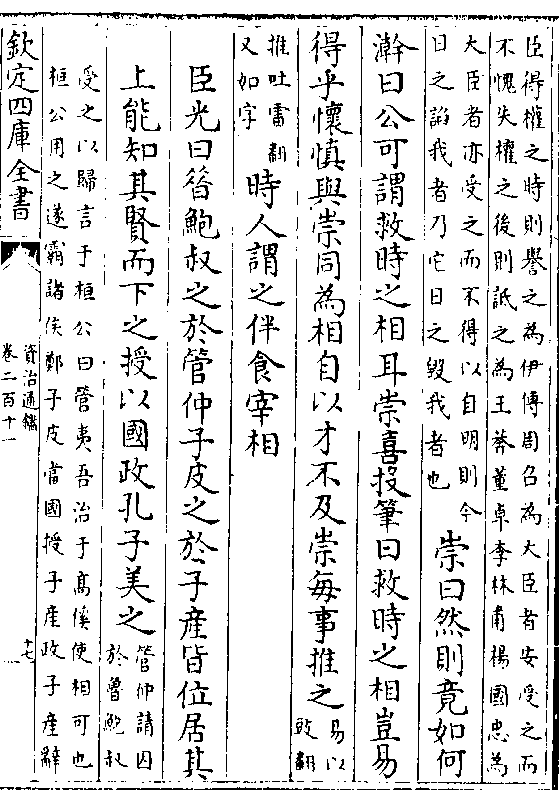 臣得權之時則譽之為伊傅周召為大臣者安受之而
不愧失權之後則詆之為王莽董卓李林甫楊國忠為
大臣者亦受之而不得以自明則今
日之諂我者乃它日之毁我者也
崇曰然則竟如何
澣曰公可謂救時之相耳崇喜投筆曰救時之相豈易
得乎懷慎與崇同為相自以才不及崇每事推之
易以
豉翻
推吐雷翻
又如字
時人謂之伴食宰相
臣光曰昔鮑叔之於管仲子皮之於子産皆位居其
上能知其賢而下之授以國政孔子美之
管仲請囚
於魯鮑叔
受之以歸言于桓公曰管夷吾治于高傒使相可也
桓公用之遂霸諸侯鄭子皮當國授子産政子産辭
欽定四庫全書
資治通鑑
卷二百十一
十七